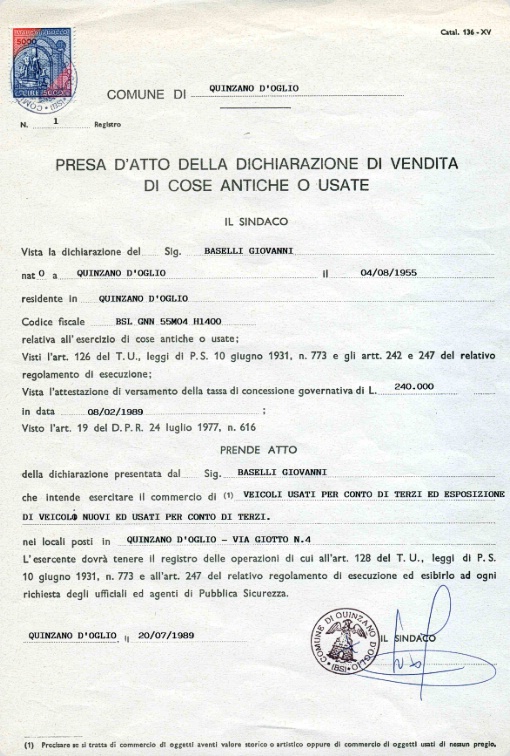 Catal. 136 - XV
5000
LIRE 5000
COMUNE DI QUINZANO D'OGLIO
N. 1 Registro
PRESA D'ATTO DELLA DICHIARAZIONE DI VENDITA
DI COSE ANTICHE O USATE
IL SINDACO
Vista la dichiarazione del Sig. BASELLI GIOVANNI
nat O a QUINZANO D'OGLIO il 04/08/1955
residente in QUINZANO D'OGLIO
Codice fiscale BSL GNN 55M04 H1400
relativa all'esercizio di cose antiche o usate;
Visti l'art. 126 del T. U., leggi di P. S. 10 giugno 1931, n. 773 e gli artt. 242 e 247 del relativo
regolamento di esecuzione;
Vista l'attestazione di versamento della tassa di concessione governativa di L. 240.000
in data 08/02/1989 ;
Visto l'art. 19 del D. P. R. 24 luglio 1977, n. 616
PRENDE ATTO
della dichiarazione presentata dal Sig. BASELLI GIOVANNI
che intende esercitare il commercio di (1) VEICOLI USATI PER CONTO DI TERZI ED ESPOSIZIONE
DI VEICOLI NUOVI ED USATI PER CONTO DI TERZI.
nei locali posti in QUINZANO D'OGLIO - VIA GIOTTO N.4
L'esercente dovrà tenere il registro delle operazioni di cui all'art. 128 del T. U., leggi di P. S.
10 giugno 1931, n. 773 e all'art. 247 del relativo regolamento di esecuzione ed esibirlo ad ogni
richiesta degli ufficiali ed agenti di Pubblica Sicurezza.
QUINZANO D'OGLIO li 20/07/1989
COMUNE DI QUINZANO D'OGLIO (BS)
IL SINDACO
(1) Precisare se si tratta di commercio di oggetti aventi valore storico o artistico oppure di commercio di oggetti usati di nessun pregio.